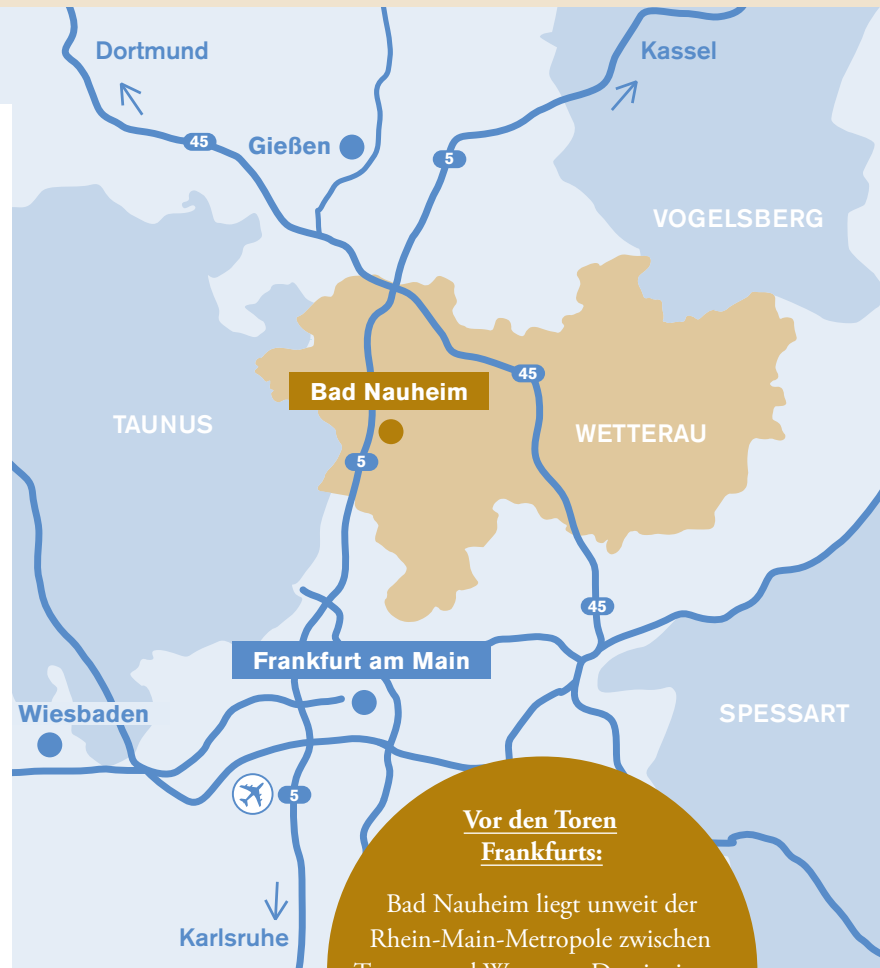 Dortmund
Kassel
45
Gießen
5
VOGELSBERG
45
Bad Nauheim
TAUNUS
WETTERAU
5
45
Frankfurt am Main
Wiesbaden
SPESSART
5
Vor den Toren
Frankfurts:
Bad Nauheim liegt unweit der
Rhein-Main-Metropole zwischen
Karlsruhe